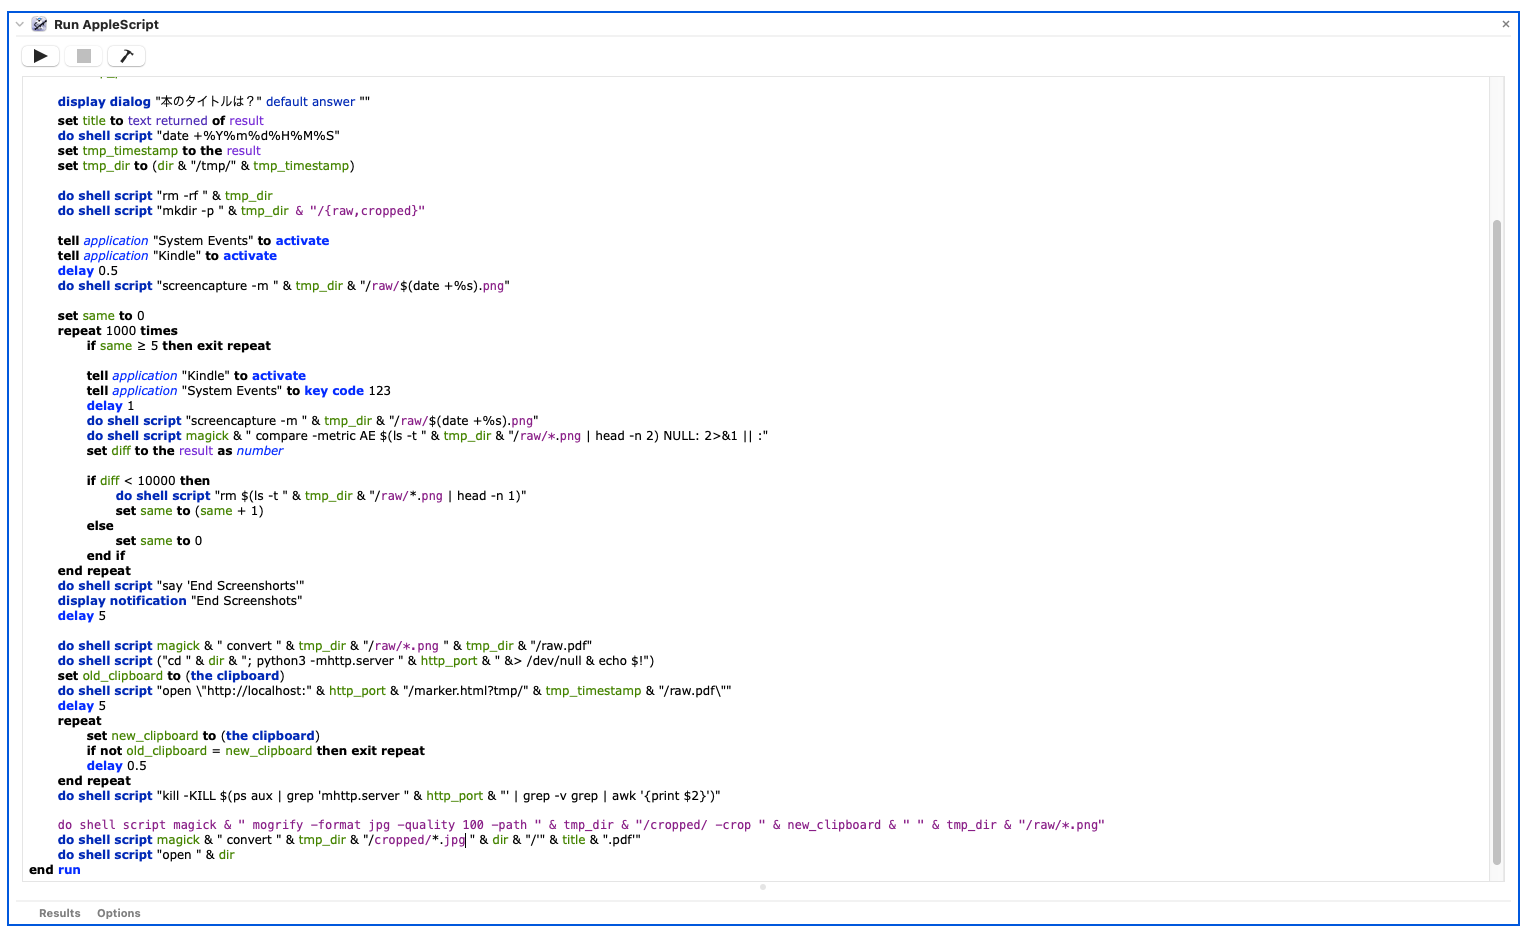 Run AppleScript
display dialog "本のタイトルは？" default answer ""
set title to text returned of result
do shell script "date +%Y%m%d%H%M%S"
set tmp_timestamp to the result
set tmp_dir to (dir & "/tmp/" & tmp_timestamp)
do shell script "rm -rf " & tmp_dir
do shell script "mkdir -p " & tmp_dir & "/{raw,cropped}"
tell application "System Events" to activate
tell application "Kindle" to activate
delay 0.5
do shell script "screencapture -m " & tmp_dir & "/raw/$(date +%s).png"
set same to 0
repeat 1000 times
if same ≥ 5 then exit repeat
tell application "Kindle" to activate
tell application "System Events" to key code 123
delay 1
do shell script "screencapture -m " & tmp_dir & "/raw/$(date +%s).png"
do shell script magick & " compare -metric AE $(ls -t " & tmp_dir & "/raw/*.png | head -n 2) NULL: 2>&1 || :"
set diff to the result as number
if diff < 10000 then
do shell script "rm $(ls -t " & tmp_dir & "/raw/*.png | head -n 1)"
set same to (same + 1)
else
set same to 0
end if
end repeat
do shell script "say 'End Screenshorts'"
display notification "End Screenshots"
delay 5
do shell script magick & " convert " & tmp_dir & "/raw/*.png " & tmp_dir & "/raw.pdf"
do shell script ("cd " & dir & "; python3 -mhttp.server " & http_port & " &> /dev/null & echo $!")
set old_clipboard to (the clipboard)
do shell script "open \"http://localhost:" & http_port & "/marker.html?tmp/" & tmp_timestamp & "/raw.pdf\""
delay 5
repeat
set new_clipboard to (the clipboard)
if not old_clipboard = new_clipboard then exit repeat
delay 0.5
end repeat
do shell script "kill -KILL $(ps aux | grep 'mhttp.server " & http_port & "' | grep -v grep | awk '{print $2}')"
do shell script magick & " mogrify -format jpg -quality 100 -path " & tmp_dir & "/cropped/ -crop " & new_clipboard & " " & tmp_dir & "/raw/*.png"
do shell script magick & " convert " & tmp_dir & "/cropped/*.jpg " & dir & "/'" & title & ".pdf'"
do shell script "open " & dir
end run
Results Options